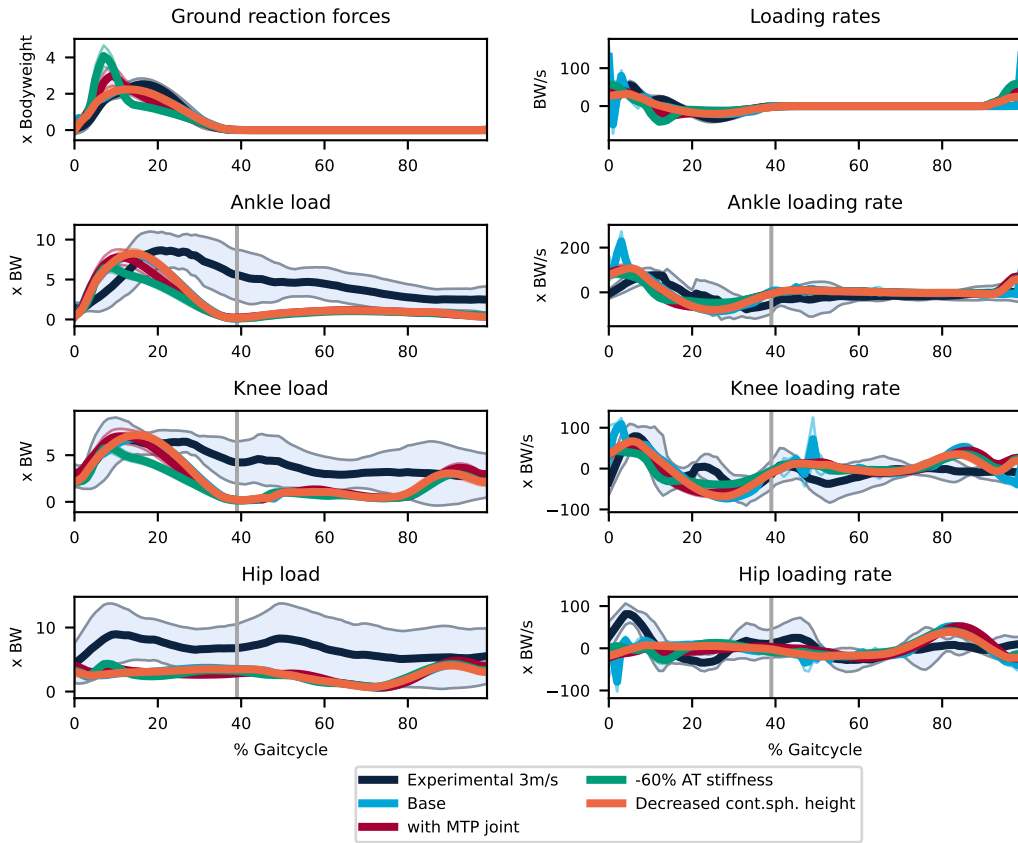 Ground reaction forces
Loading rates
x Bodyweight
4
2
0
0 20 40 60 80
BW/s
100
0
0 20 40 60 80
Ankle load
Ankle loading rate
x BW
10
5
0
0 20 40 60 80
x BW/s
200
0
0 20 40 60 80
Knee load
Knee loading rate
x BW
5
0
0 20 40 60 80
x BW/s
100
0
−100
0 20 40 60 80
Hip load
Hip loading rate
x BW
10
0
0 20 40 60 80
% Gaitcycle
x BW/s
100
0
−100
0 20 40 60 80
% Gaitcycle
Experimental 3m/s
Base
with MTP joint
-60% AT stiffness
Decreased cont.sph. height